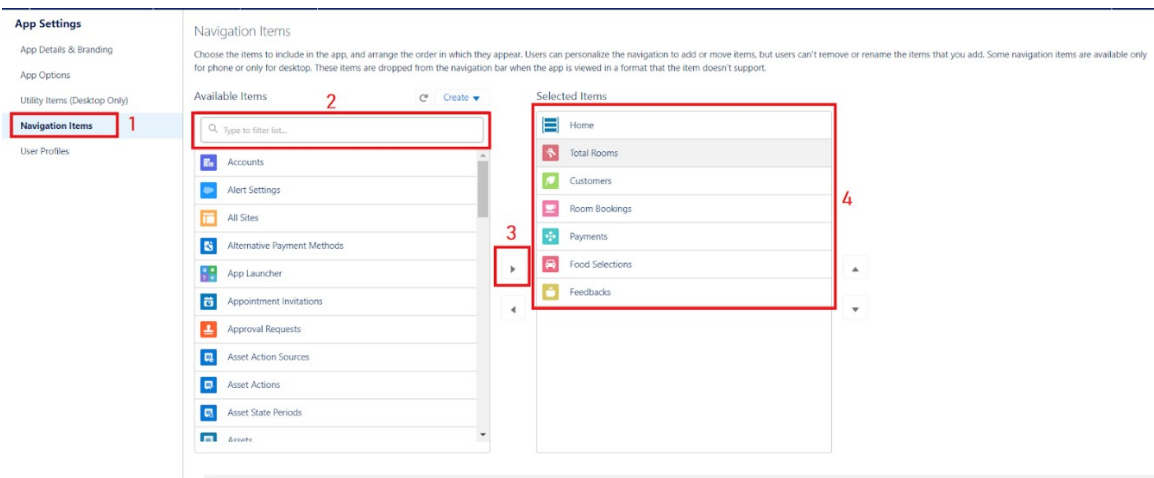 App Settings
App Details & Branding
App Options
Utility Items (Desktop Only)
Navigation Items 1
User Profiles
Navigation Items
Choose the items to include in the app, and arrange the order in which they appear. Users can personalize the navigation to add or move items, but users can't remove or rename the items that you add. Some navigation items are available only
for phone or only for desktop. These items are dropped from the navigation bar when the app is viewed in a format that the item doesn't support.
Available Items 2 Create
Type to filter list...
Accounts
Alert Settings
All Sites
Alternative Payment Methods
App Launcher
Appointment Invitations
Approval Requests
Asset Action Sources
Asset Actions
Asset State Periods
Assets
3
Selected Items
Home
Total Rooms
Customers
Room Bookings
Payments
Food Selections
Feedbacks
4